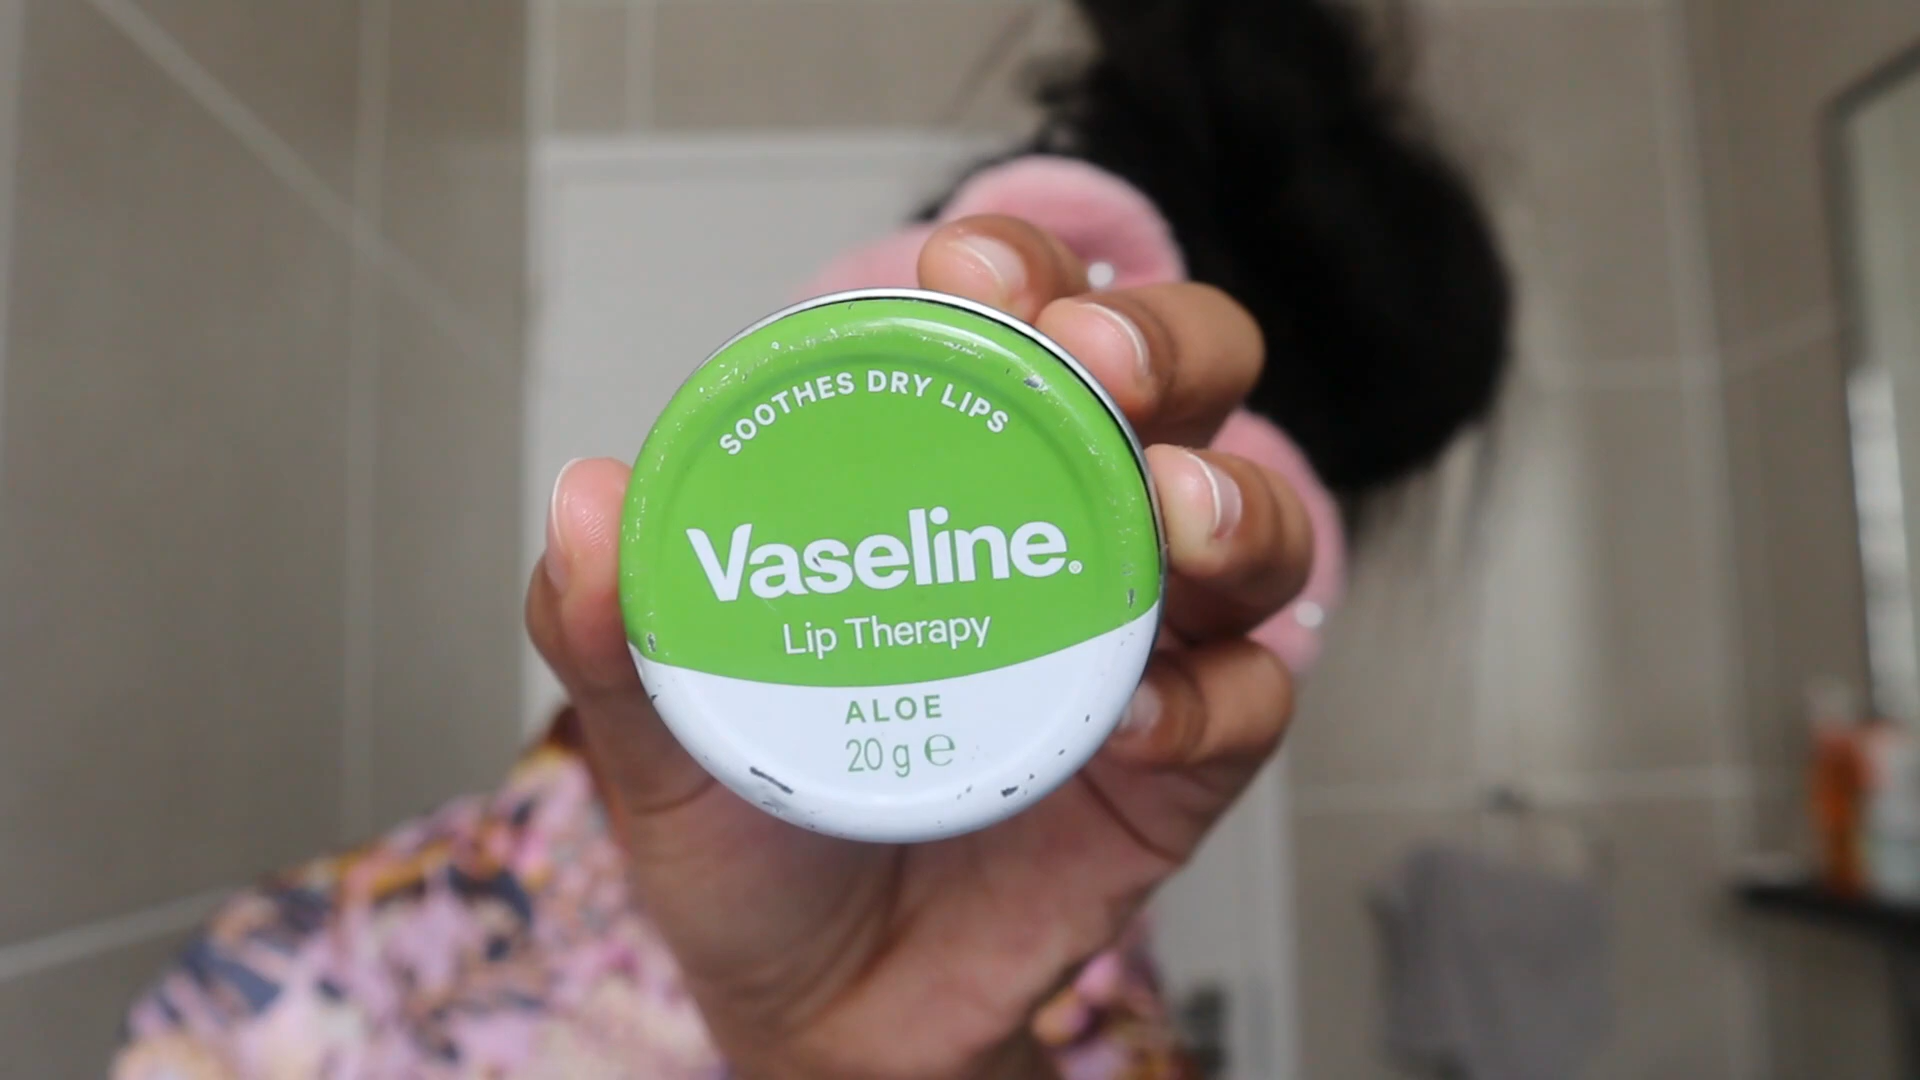 SOOTHES DRY LIPS
Vaseline®
Lip Therapy
ALOE
20 g ℮